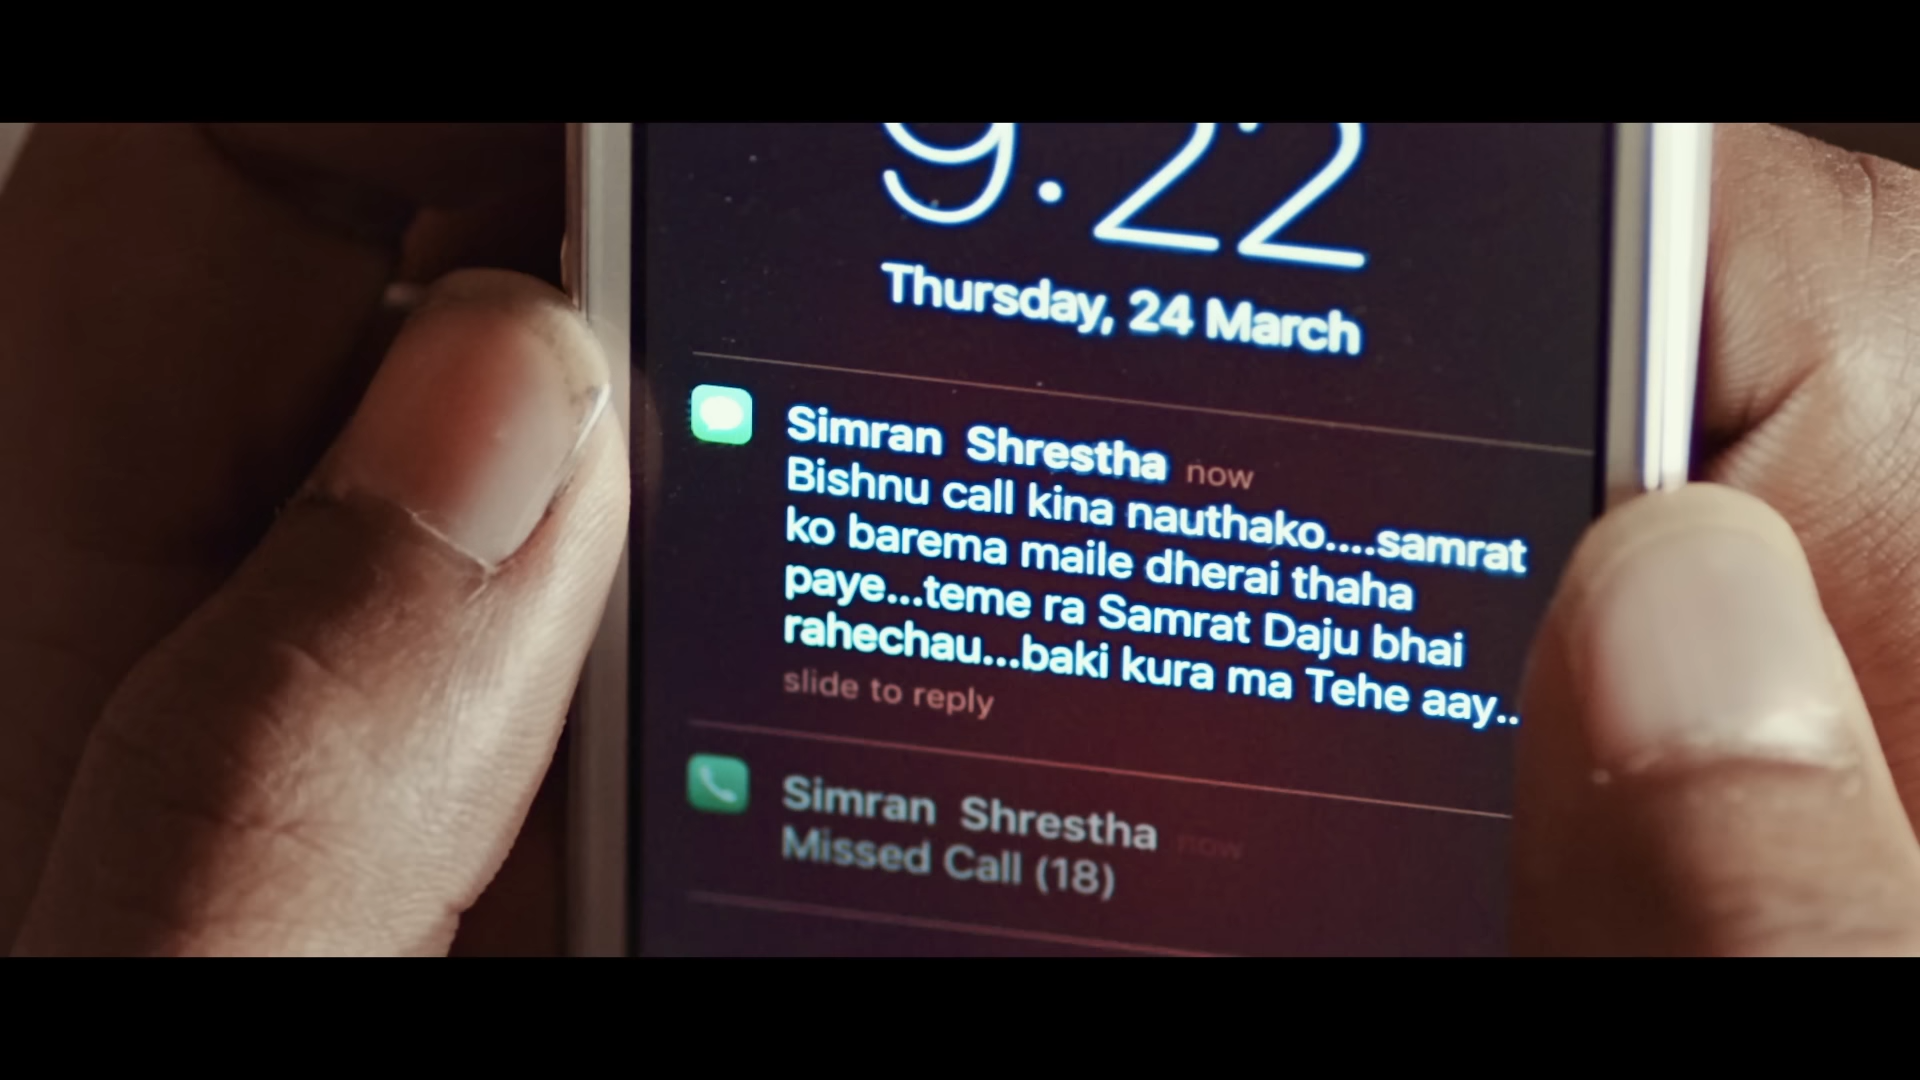 9:22
Thursday, 24 March
Simran Shrestha now
Bishnu call kina nauthako....samrat
ko barema maile dherai thaha
paye...teme ra Samrat Daju bhai
rahechau...baki kura ma Tehe aay..
slide to reply
Simran Shrestha now
Missed Call (18)